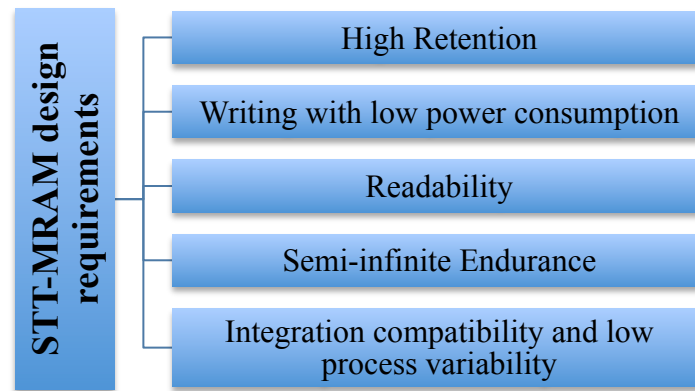 STT-MRAM design
requirements
High Retention
Writing with low power consumption
Readability
Semi-infinite Endurance
Integration compatibility and low
process variability